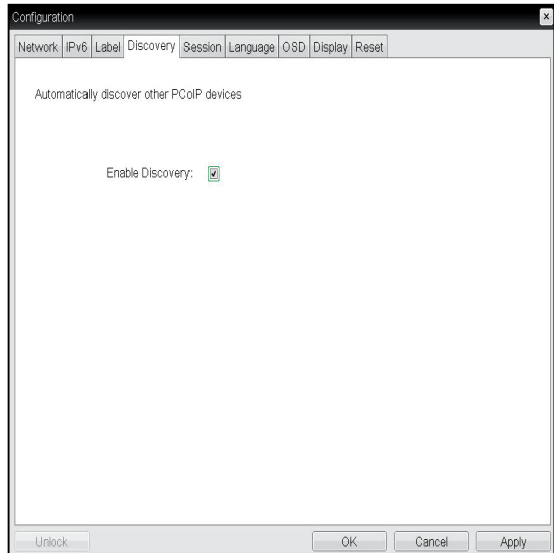 Configuration
Network IPv6 Label Discovery Session Language OSD Display Reset
Automatically discover other PCoIP devices
Enable Discovery:
Unlock OK Cancel Apply